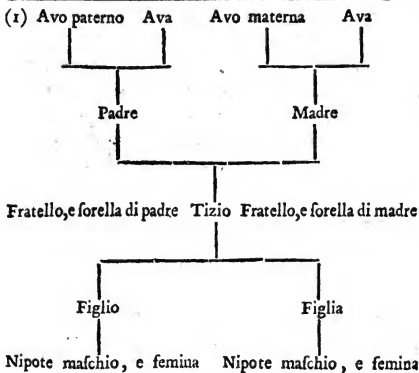 (1) Avo paterno Ava Avo materna Ava
Padre Madre
Fratello,e ſorella di padre Tizio Fratello,e ſorella di madre
Figlio Figlia
Nipote maſchio, e femina Nipote maſchio, e femina